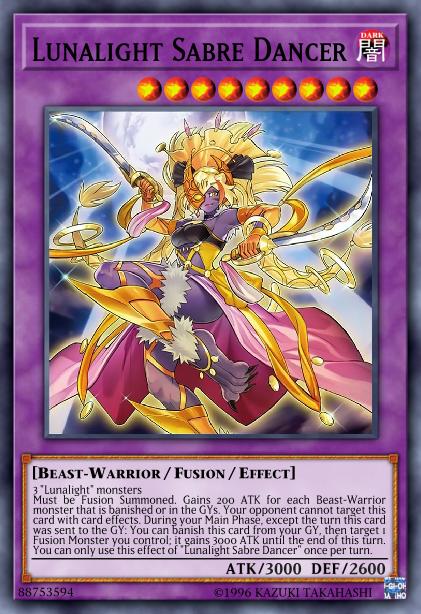 LUNALIGHT SABRE DANCER
DARK
闇
[BEAST-WARRIOR / FUSION / EFFECT]
3 "Lunalight" monsters
Must be Fusion Summoned. Gains 200 ATK for each Beast-Warrior
monster that is banished or in the GYs. Your opponent cannot target
this card with card effects. During your Main Phase, except the turn this card
was sent to the GY: You can banish this card from your GY, then target 1
Fusion Monster you control; it gains 3000 ATK until the end of this turn.
You can only use this effect of "Lunalight Sabre Dancer" once per turn.
ATK/3000 DEF/2600
88753594
©1996 KAZUKI TAKAHASHI